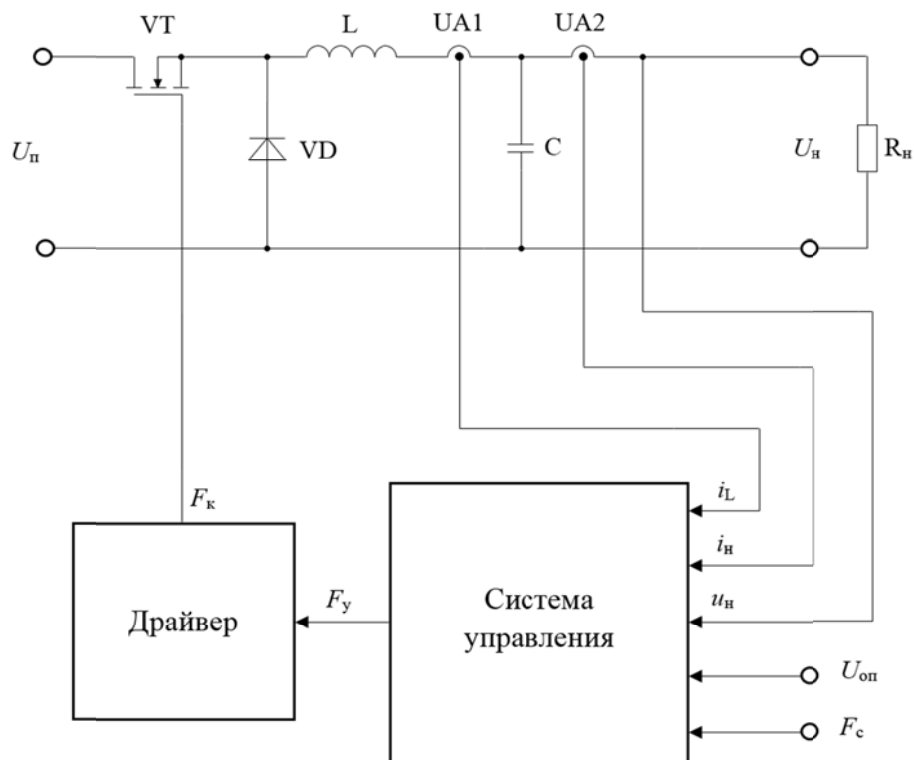 VT
L
UA1
UA2
Uп
VD
C
Uн
Rн
Fк
iL
iн
uн
Uоп
Fс
Fу
Драйвер
Система
управления